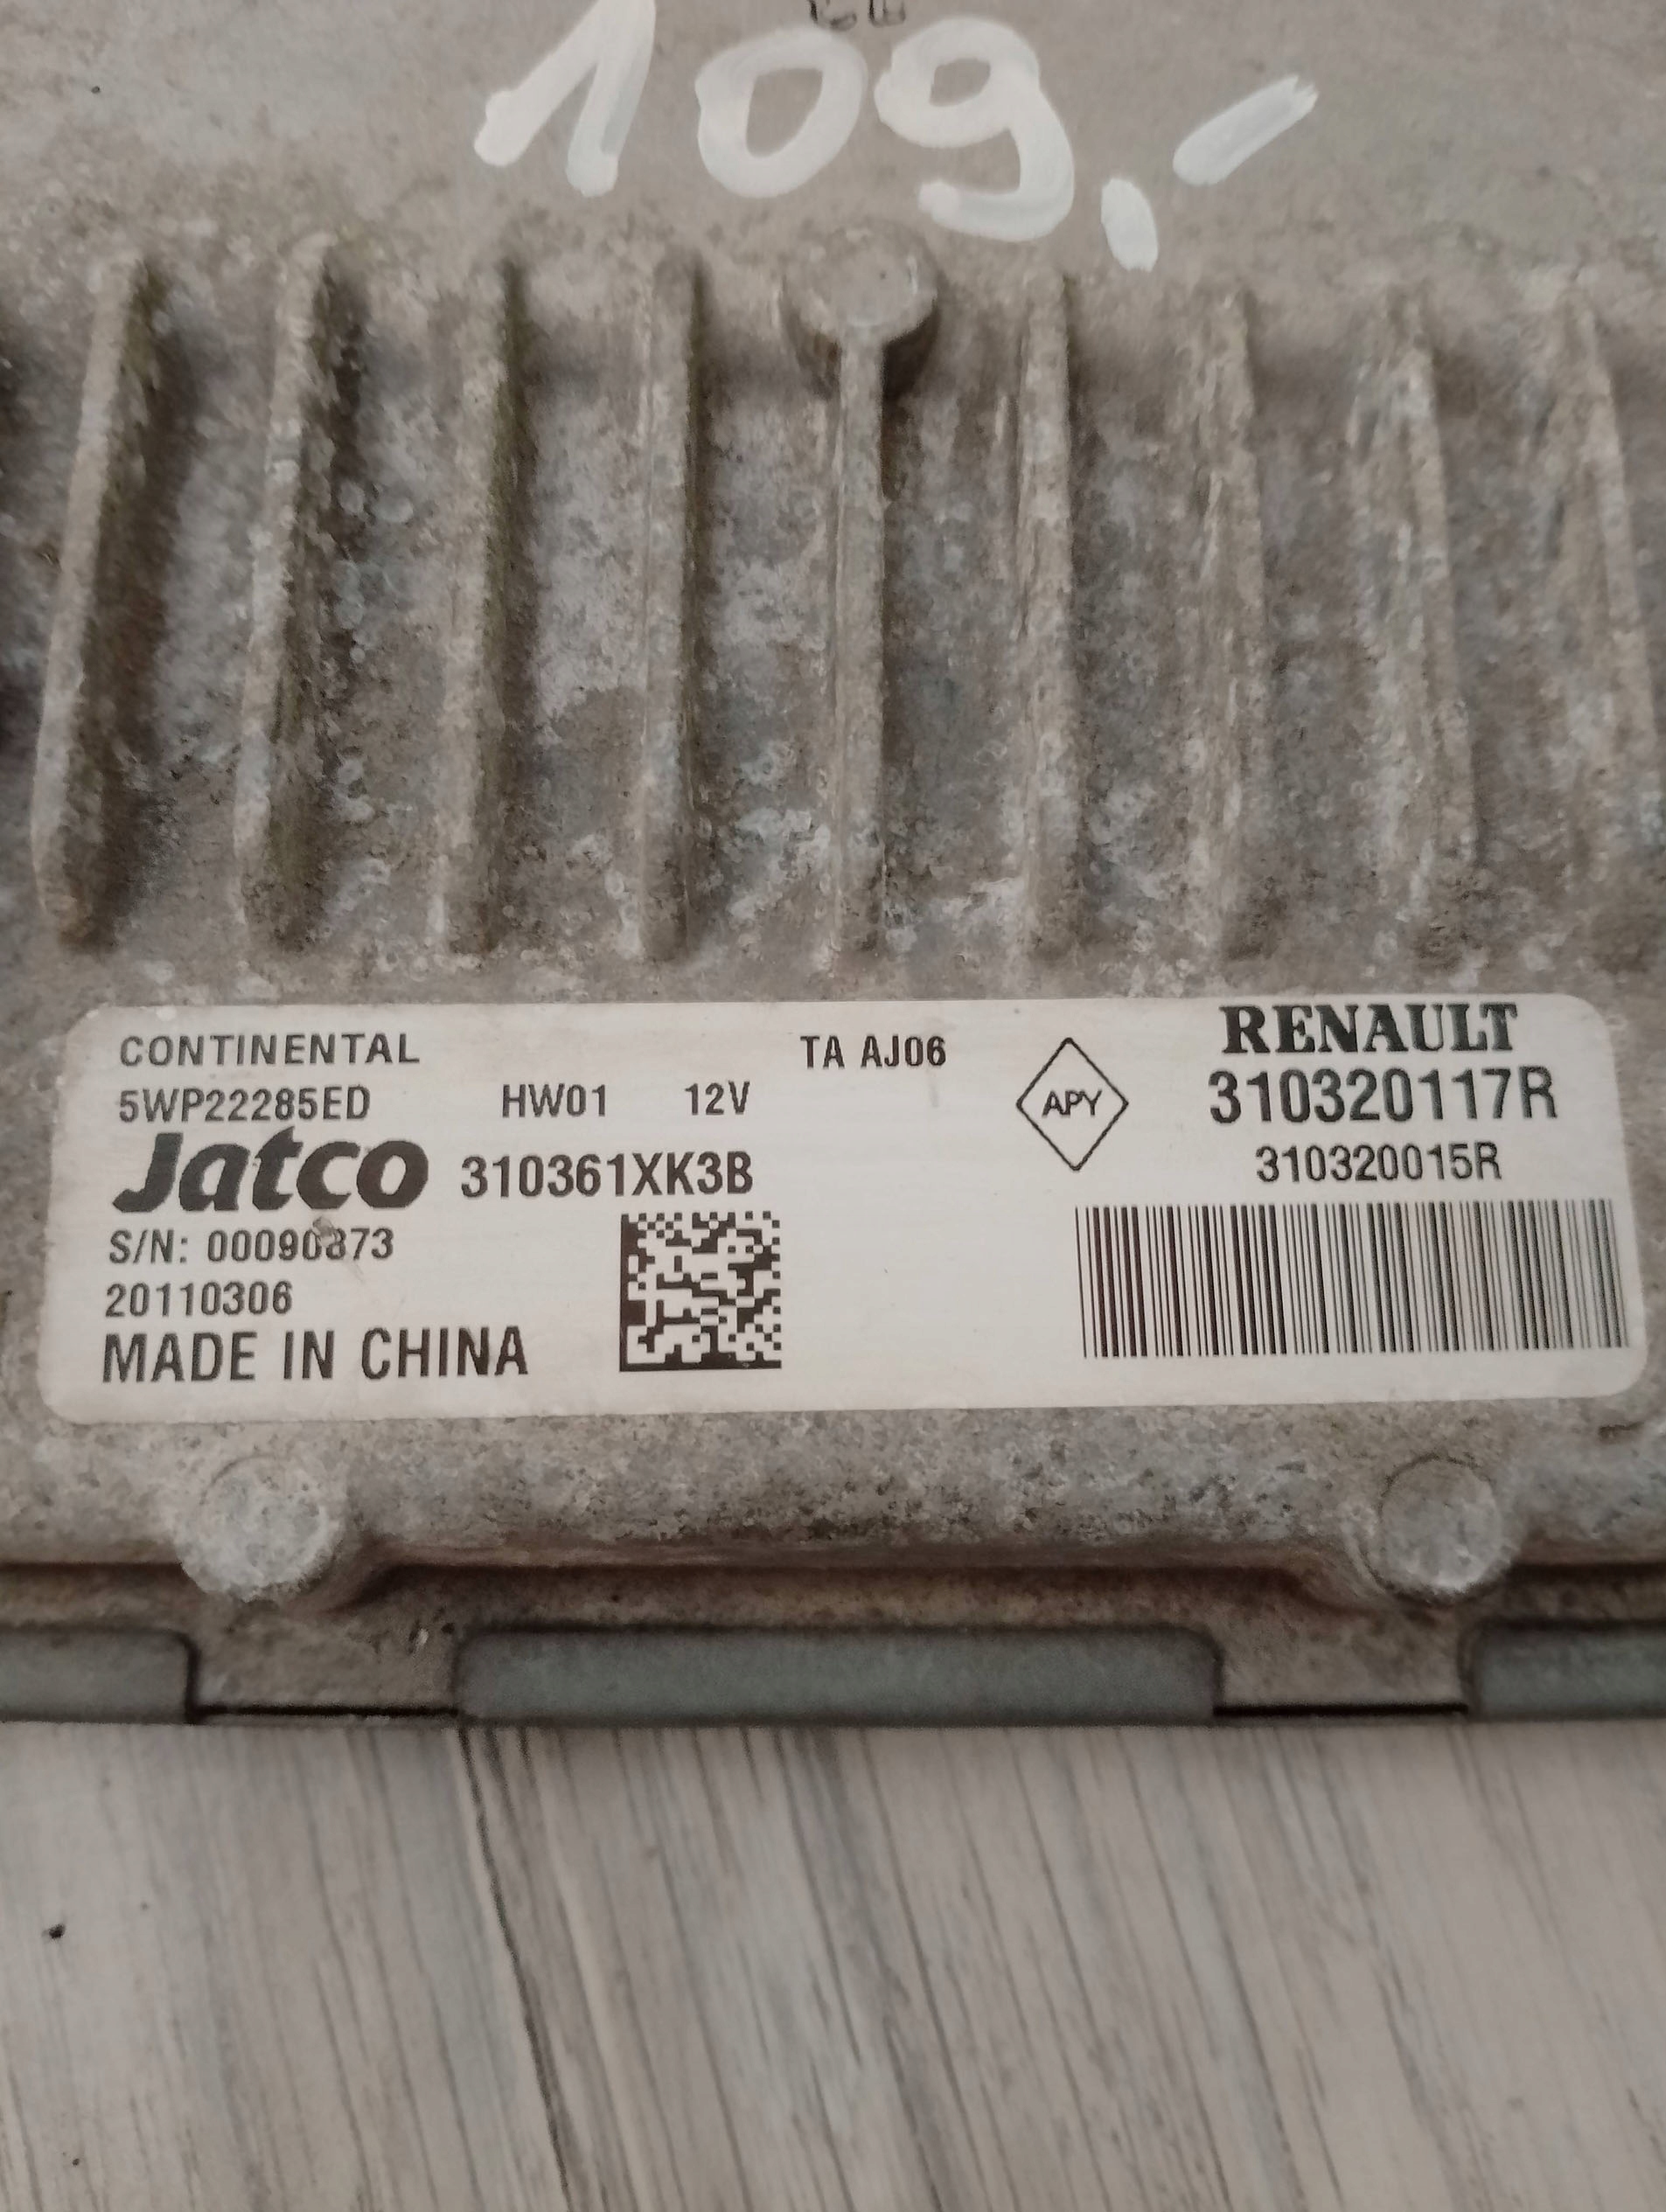 109,-
CONTINENTAL
5WP22285ED HW01 12V
TA AJ06
Jatco 310361XK3B
S/N: 00090873
20110306
MADE IN CHINA
APY
RENAULT
310320117R
310320015R